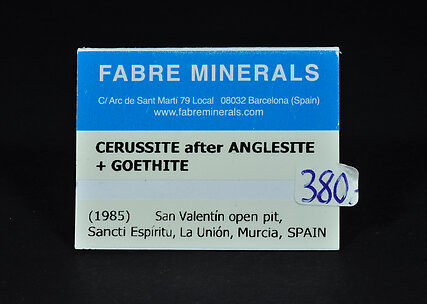 FABRE MINERALS
C/ Arc de Sant Martí 79 Local 08032 Barcelona (Spain)
www.fabreminerals.com
CERUSSITE after ANGLESITE
+ GOETHITE
380.-
(1985) San Valentín open pit,
Sancti Espíritu, La Unión, Murcia, SPAIN